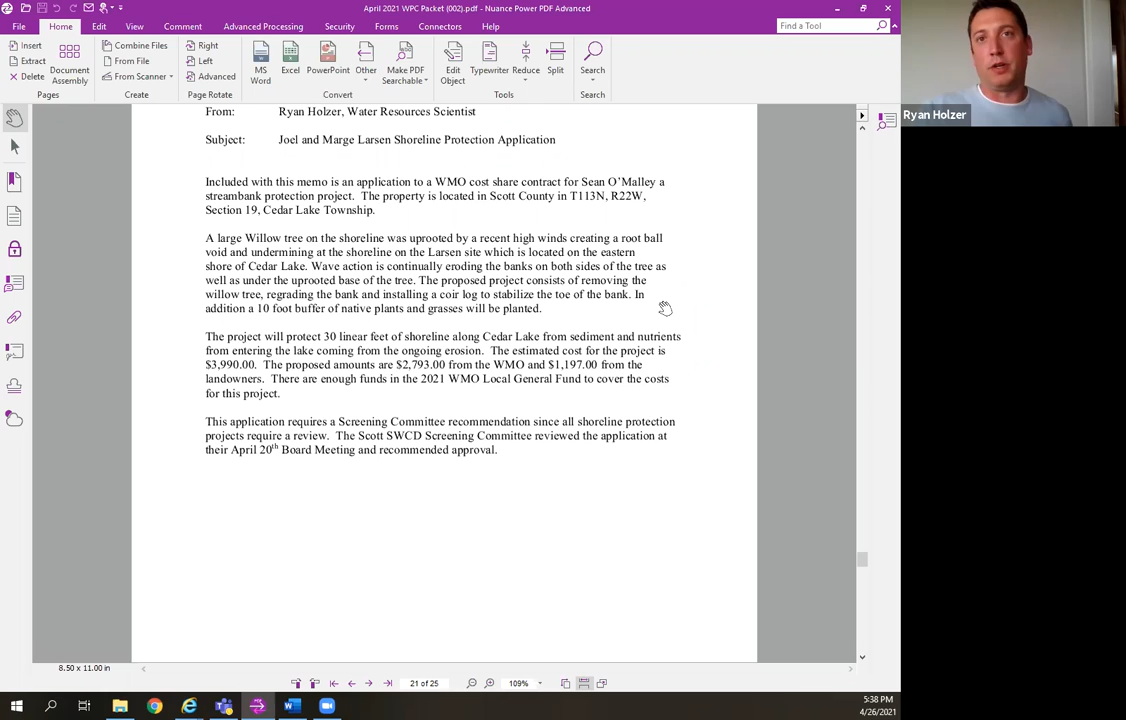 April 2021 WPC Packet (002).pdf - Nuance Power PDF Advanced
File Home Edit View Comment Advanced Processing Security Forms Connectors Help Find a Tool
Insert
Extract
Delete
Document
Assembly
Pages
Combine Files
From File
From Scanner
Create
Right
Left
Advanced
Page Rotate
MS
Word
Excel
PowerPoint
Other
Make PDF
Searchable
Convert
Edit
Object
Typewriter
Reduce
Split
Tools
Search
Search
Ryan Holzer
From: Ryan Holzer, Water Resources Scientist
Subject: Joel and Marge Larsen Shoreline Protection Application
Included with this memo is an application to a WMO cost share contract for Sean O’Malley a
streambank protection project. The property is located in Scott County in T113N, R22W,
Section 19, Cedar Lake Township.
A large Willow tree on the shoreline was uprooted by a recent high winds creating a root ball
void and undermining at the shoreline on the Larsen site which is located on the eastern
shore of Cedar Lake. Wave action is continually eroding the banks on both sides of the tree as
well as under the uprooted base of the tree. The proposed project consists of removing the
willow tree, regrading the bank and installing a coir log to stabilize the toe of the bank. In
addition a 10 foot buffer of native plants and grasses will be planted.
The project will protect 30 linear feet of shoreline along Cedar Lake from sediment and nutrients
from entering the lake coming from the ongoing erosion. The estimated cost for the project is
$3,990.00. The proposed amounts are $2,793.00 from the WMO and $1,197.00 from the
landowners. There are enough funds in the 2021 WMO Local General Fund to cover the costs
for this project.
This application requires a Screening Committee recommendation since all shoreline protection
projects require a review. The Scott SWCD Screening Committee reviewed the application at
their April 20th Board Meeting and recommended approval.
8.50 x 11.00 in
21 of 25
109%
5:38 PM
4/26/2021